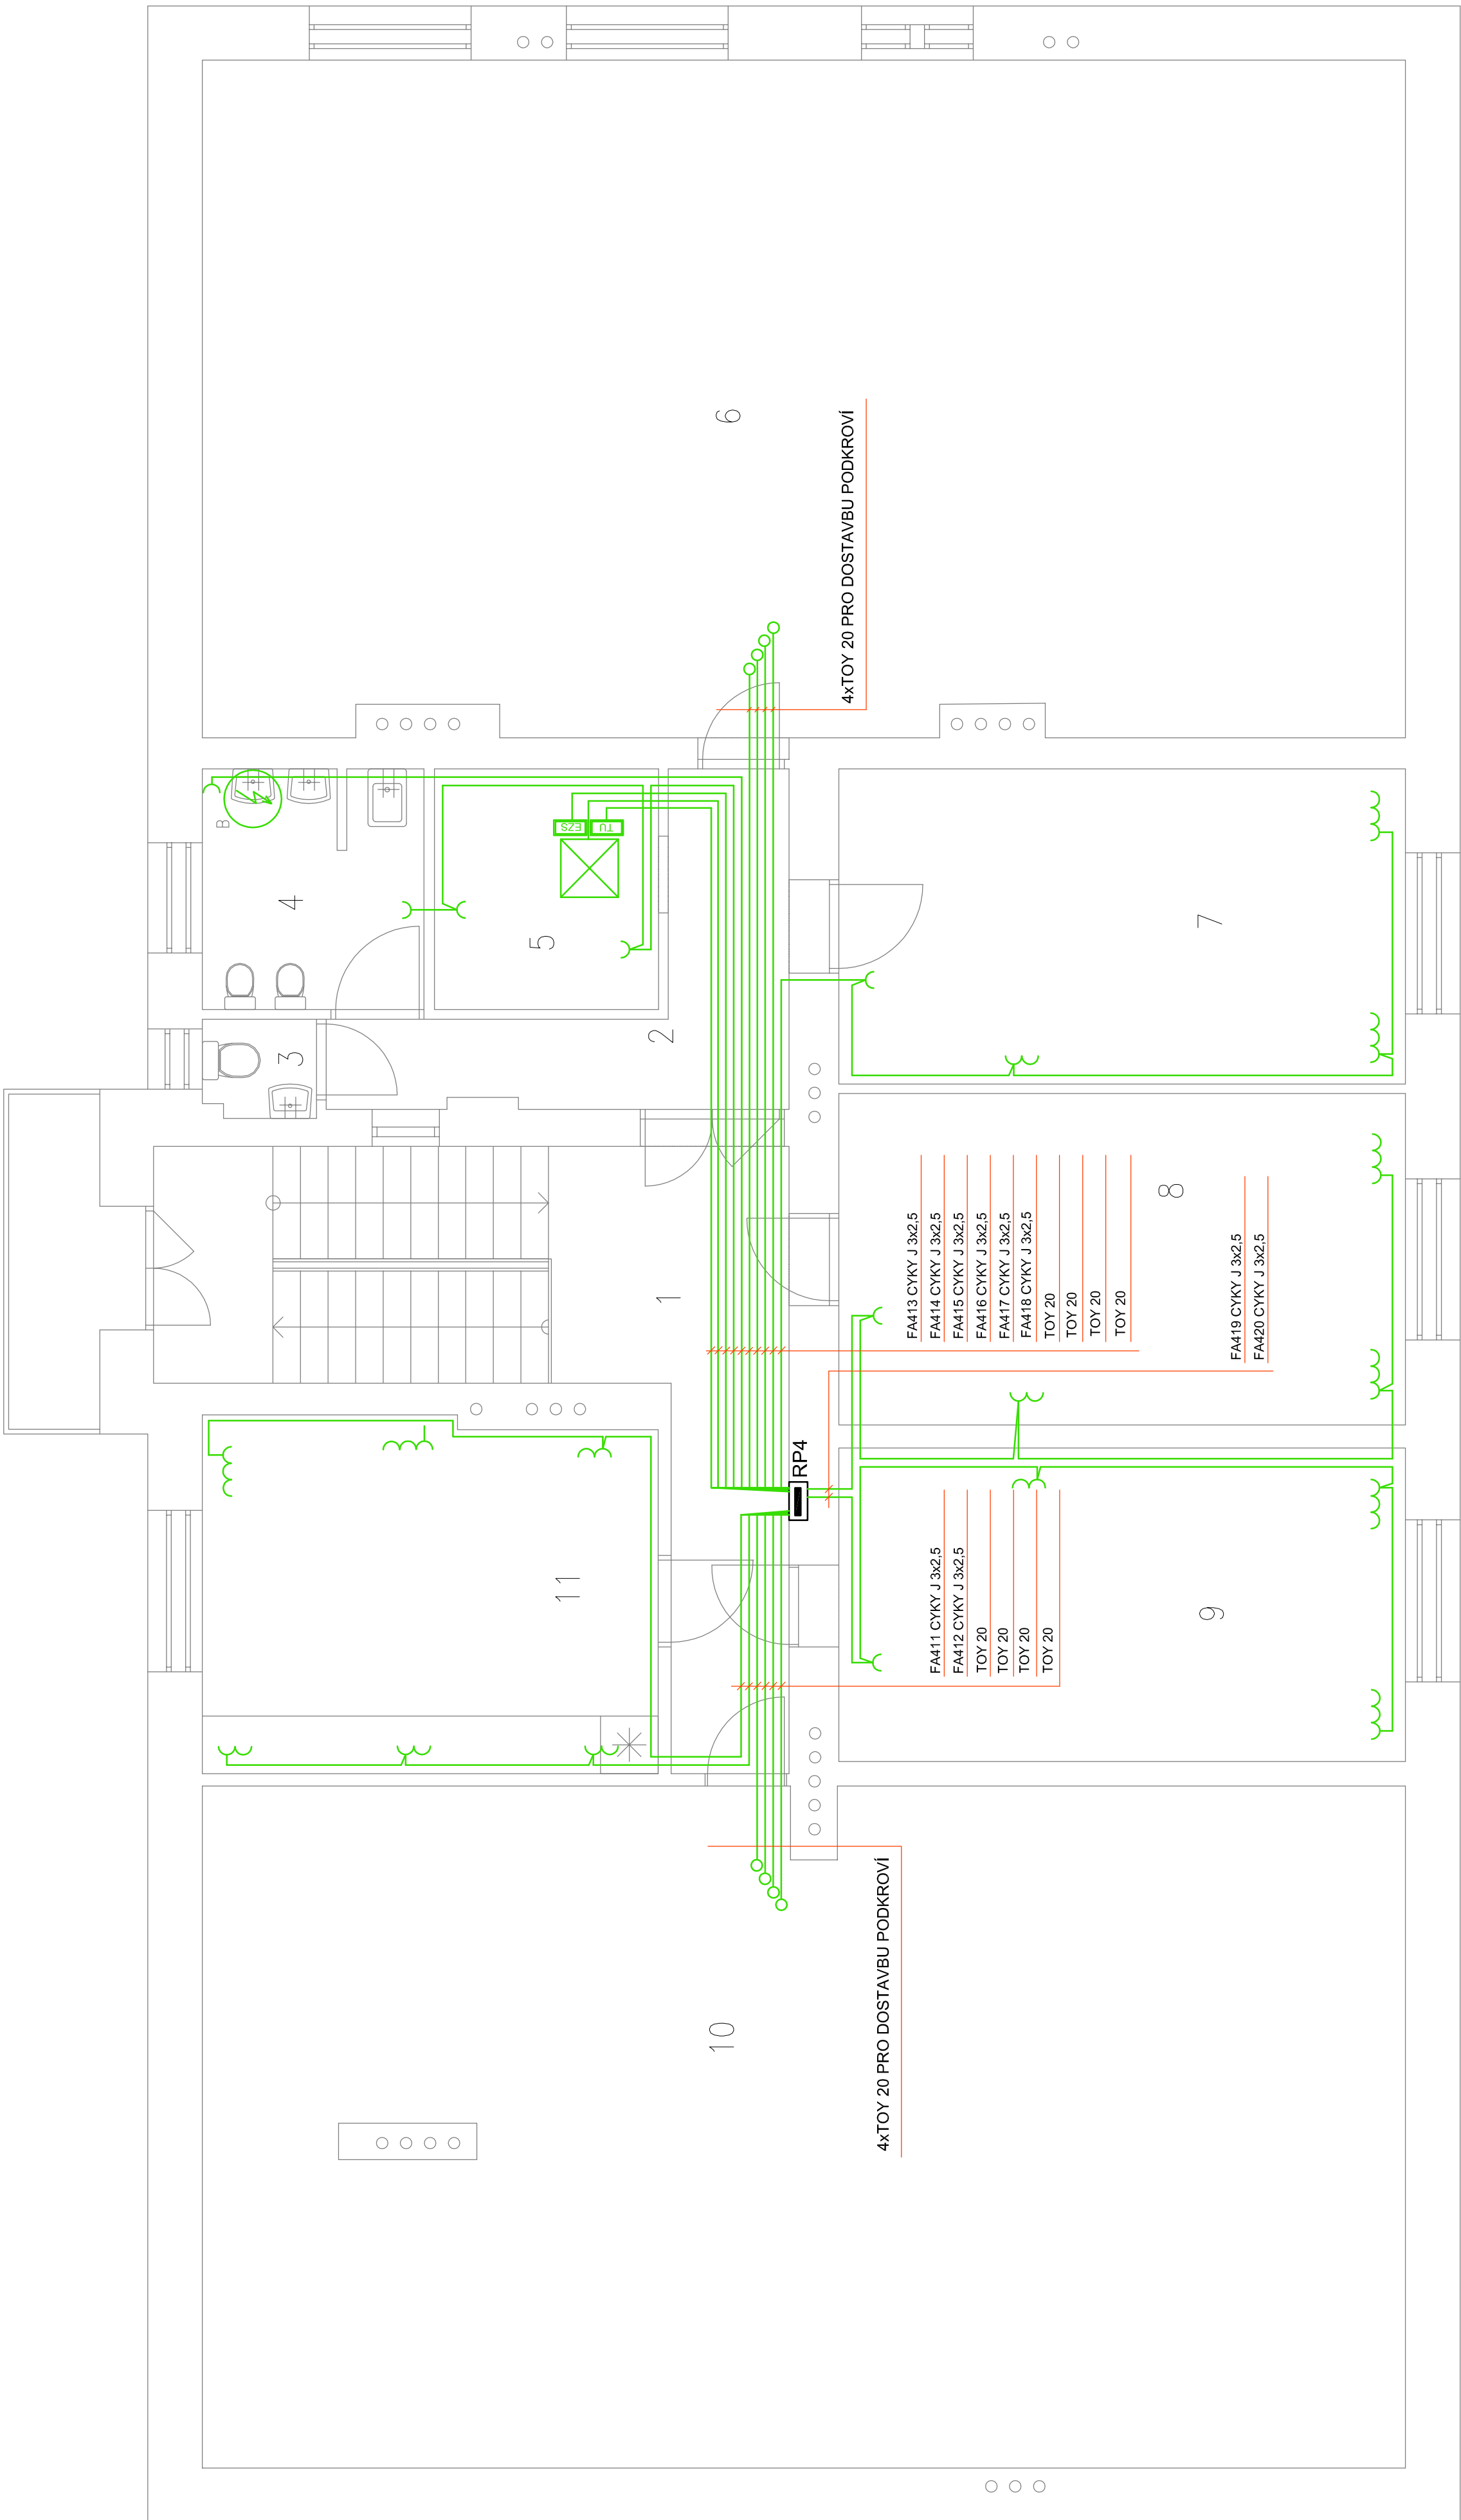 6
4xTOY 20 PRO DOSTAVBU PODKROVÍ
B
EZS
TU
4
5
7
3
2
8
FA413 CYKY J 3x2,5
FA414 CYKY J 3x2,5
FA415 CYKY J 3x2,5
FA416 CYKY J 3x2,5
FA417 CYKY J 3x2,5
FA418 CYKY J 3x2,5
TOY 20
TOY 20
TOY 20
TOY 20
FA419 CYKY J 3x2,5
FA420 CYKY J 3x2,5
1
RP4
11
FA411 CYKY J 3x2,5
FA412 CYKY J 3x2,5
TOY 20
TOY 20
TOY 20
TOY 20
9
10
4xTOY 20 PRO DOSTAVBU PODKROVÍ